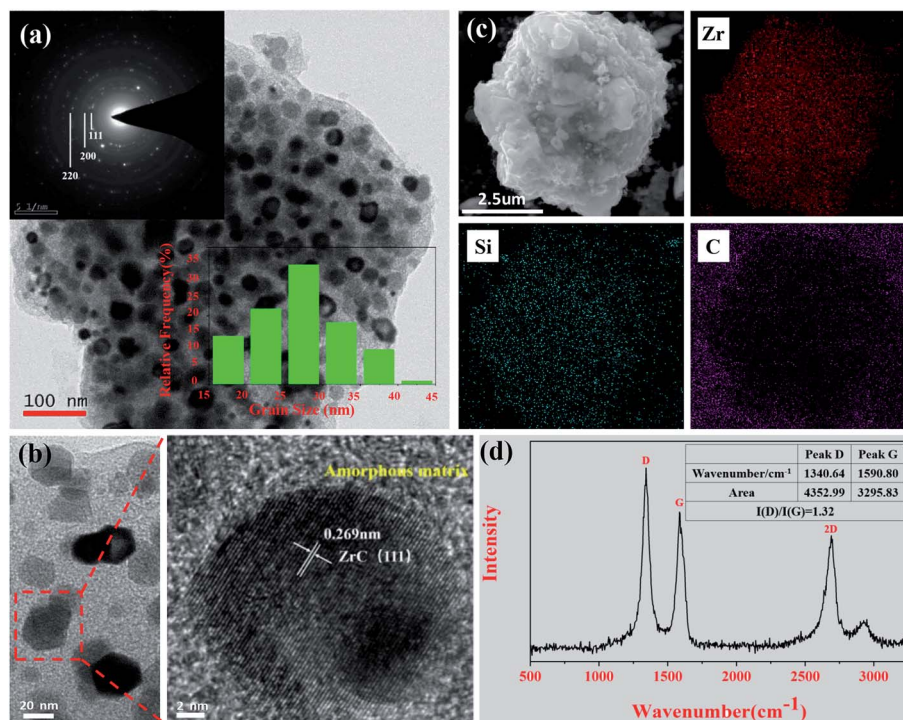 (a)
111
200
220
5 1/nm
Relative Frequency(%)
35
30
25
20
15
10
5
0
15 20 25 30 35 40 45
Grain Size (nm)
100 nm
(c)
2.5um
Zr
Si
C
(b)
20 nm
Amorphous matrix
0.269nm
ZrC (111)
2 nm
(d)
Peak D Peak G
Wavenumber/cm⁻¹ 1340.64 1590.80
Area 4352.99 3295.83
I(D)/I(G)=1.32
D
G
2D
Intensity
500 1000 1500 2000 2500 3000
Wavenumber(cm⁻¹)